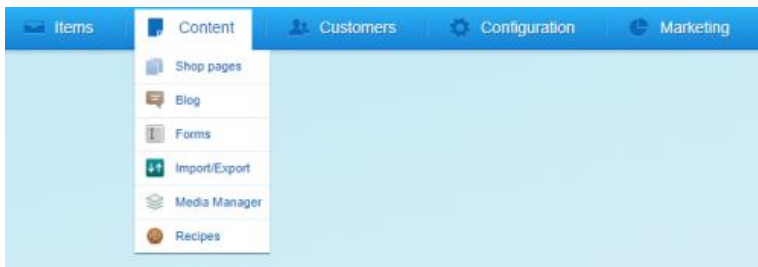 Items Content Customers Configuration Marketing
Shop pages
Blog
Forms
Import/Export
Media Manager
Recipes